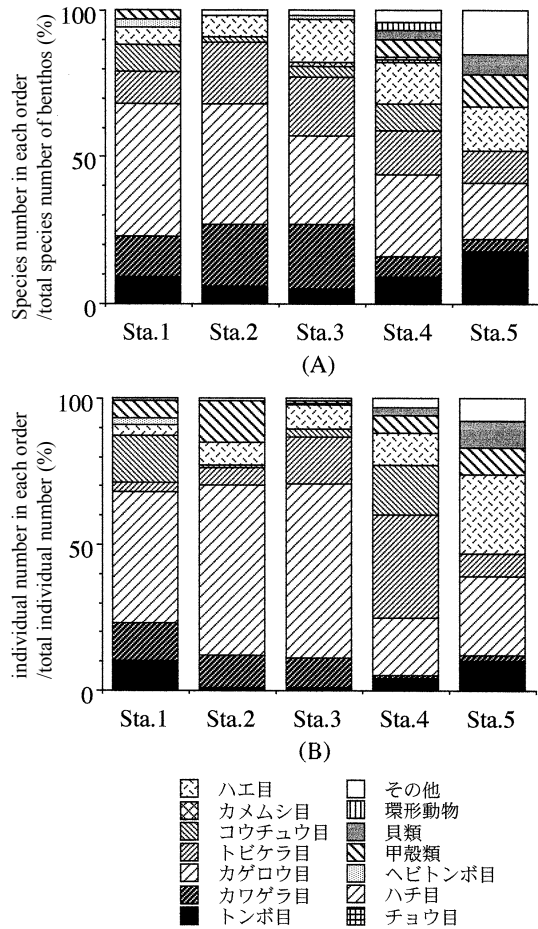 Species number in each order
/total species number of benthos (%)
100
50
0
Sta.1 Sta.2 Sta.3 Sta.4 Sta.5
(A)
individual number in each order
/total individual number (%)
100
50
0
Sta.1 Sta.2 Sta.3 Sta.4 Sta.5
(B)
ハエ目 その他
カメムシ目 環形動物
コウチュウ目 貝類
トビケラ目 甲殻類
カゲロウ目 ヘビトンボ目
カワゲラ目 ハチ目
トンボ目 チョウ目